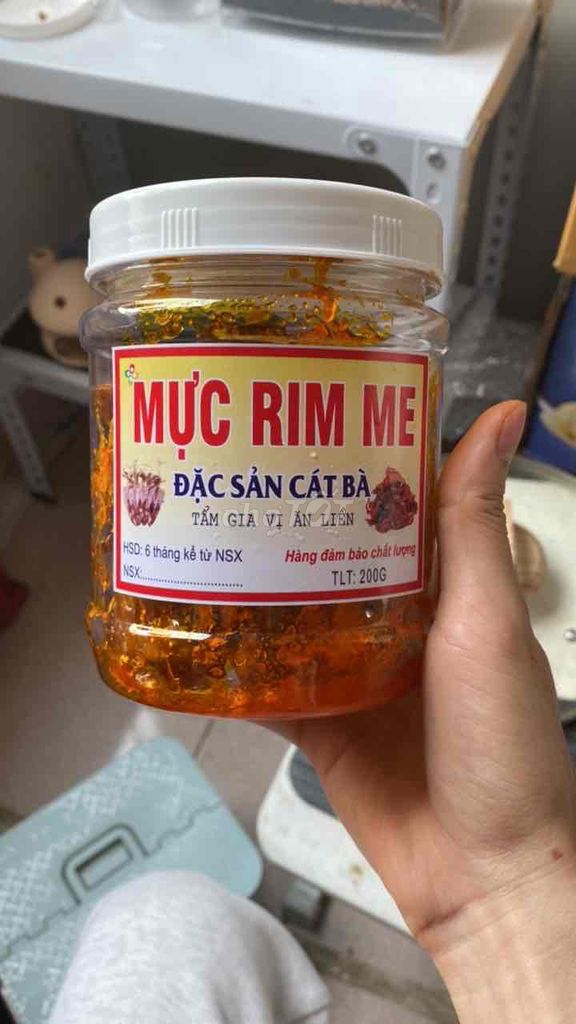 MỰC RIM ME
ĐẶC SẢN CÁT BÀ
TẨM GIA VỊ ĂN LIỀN
HSD: 6 tháng kể từ NSX
Hàng đảm bảo chất lượng
NSX:..............................
TLT: 200G
choTỐT